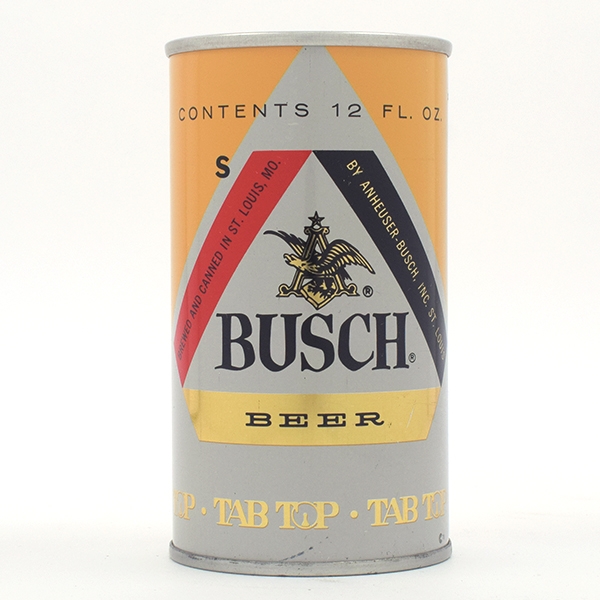 CONTENTS 12 FL. OZ.
S
BREWED AND CANNED IN ST. LOUIS, MO.
BY ANHEUSER-BUSCH, INC. ST. LOUIS
A
®
BUSCH®
BEER
TOP · TAB TOP · TAB TOP